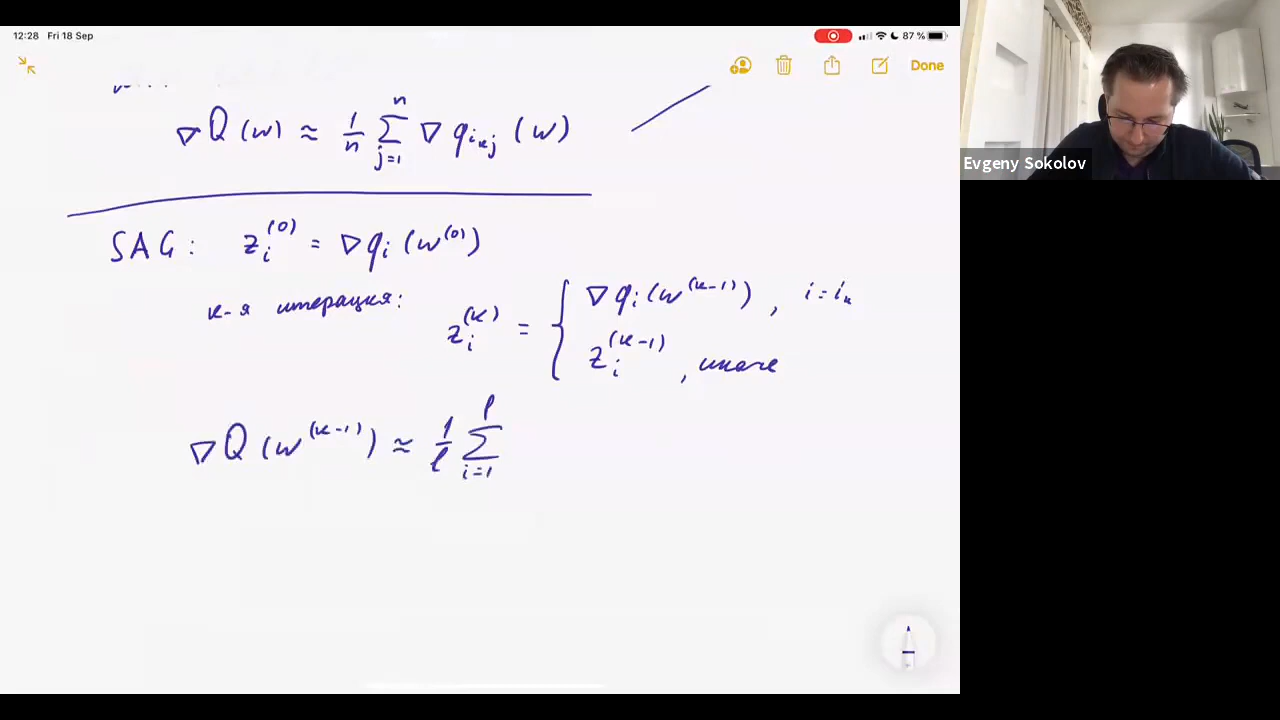 12:28 Fri 18 Sep 87 %
Done
∇Q(w) ≈ 1/n Σ_{j=1}^{n} ∇q_{i_{kj}}(w)
Evgeny Sokolov
SAG: z_i^{(0)} = ∇q_i(w^{(0)})
к-я итерация: z_i^{(k)} = { ∇q_i(w^{(k-1)}), i = i_k
z_i^{(k-1)}, иначе
∇Q(w^{(k-1)}) ≈ 1/ℓ Σ_{i=1}^{ℓ}